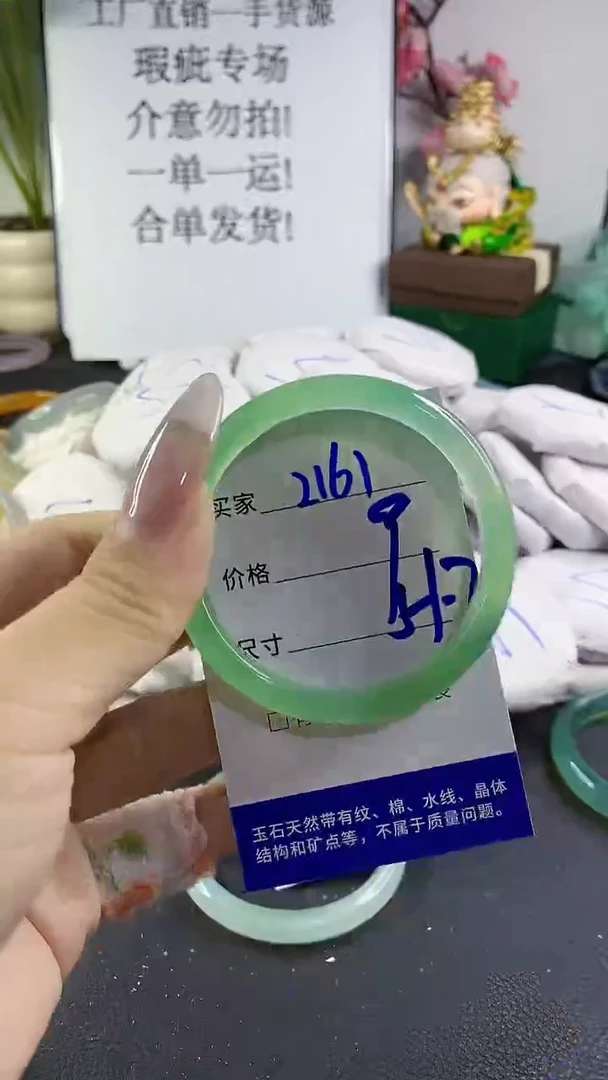 工厂直销一手货源
瑕疵专场
介意勿拍!
一单一运!
合单发货!
买家 2161
价格
尺寸
玉石天然带有纹、棉、水线、晶体
结构和矿点等，不属于质量问题。